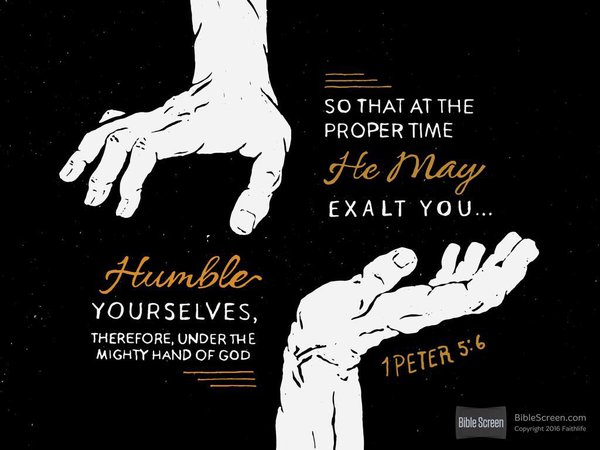 Humble
YOURSELVES,
THEREFORE, UNDER THE
MIGHTY HAND OF GOD
SO THAT AT THE
PROPER TIME
He May
EXALT YOU...
1 PETER 5:6
Bible Screen
BibleScreen.com
Copyright 2016 Faithlife